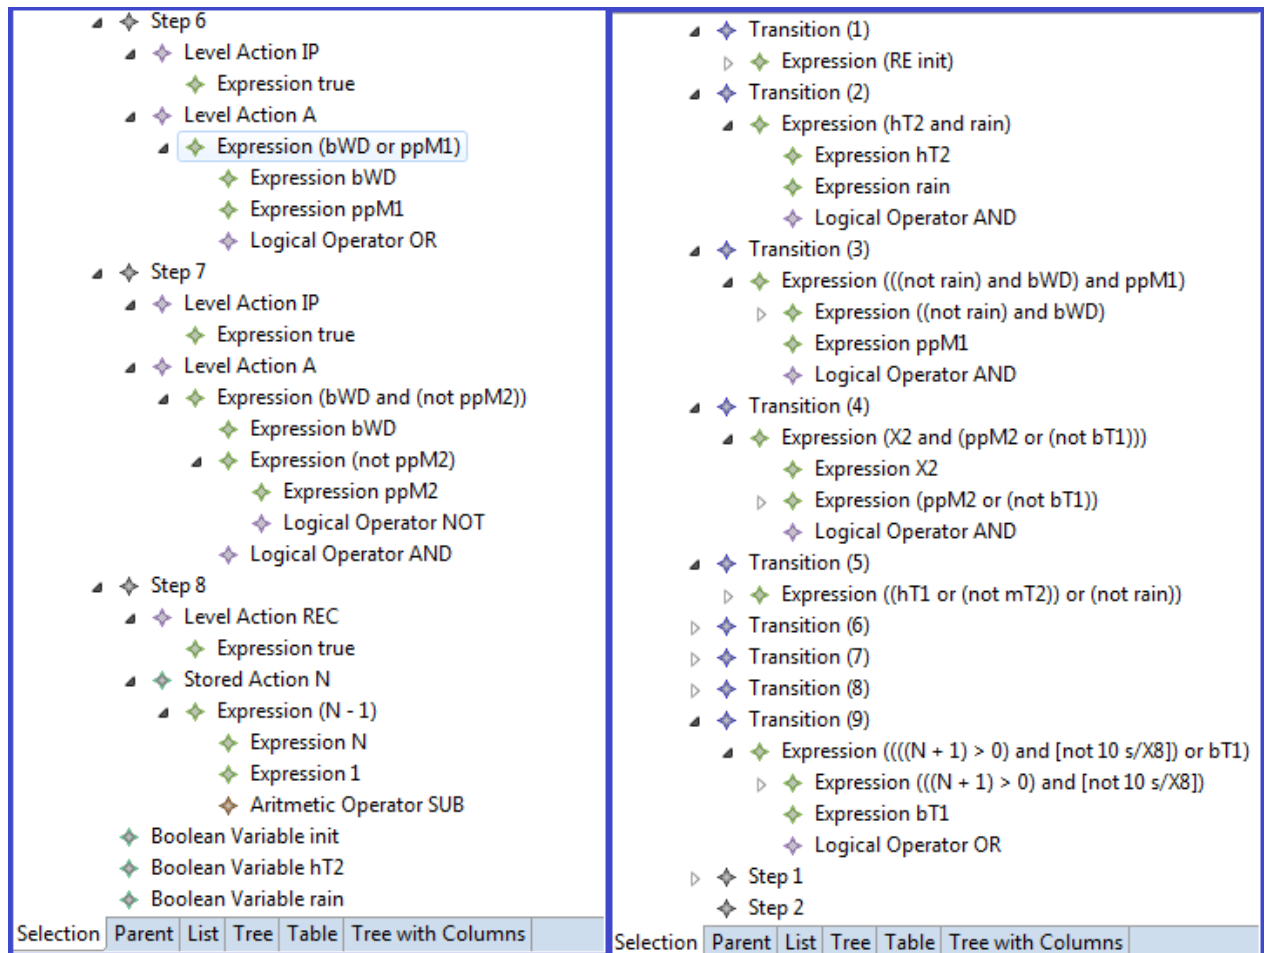 Step 6
Level Action IP
Expression true
Level Action A
Expression (bWD or ppM1)
Expression bWD
Expression ppM1
Logical Operator OR
Step 7
Level Action IP
Expression true
Level Action A
Expression (bWD and (not ppM2))
Expression bWD
Expression (not ppM2)
Expression ppM2
Logical Operator NOT
Logical Operator AND
Step 8
Level Action REC
Expression true
Stored Action N
Expression (N - 1)
Expression N
Expression 1
Aritmetic Operator SUB
Boolean Variable init
Boolean Variable hT2
Boolean Variable rain
Selection Parent List Tree Table Tree with Columns
Transition (1)
Expression (RE init)
Transition (2)
Expression (hT2 and rain)
Expression hT2
Expression rain
Logical Operator AND
Transition (3)
Expression (((not rain) and bWD) and ppM1)
Expression ((not rain) and bWD)
Expression ppM1
Logical Operator AND
Transition (4)
Expression (X2 and (ppM2 or (not bT1)))
Expression X2
Expression (ppM2 or (not bT1))
Logical Operator AND
Transition (5)
Expression ((hT1 or (not mT2)) or (not rain))
Transition (6)
Transition (7)
Transition (8)
Transition (9)
Expression ((((N + 1) > 0) and [not 10 s/X8]) or bT1)
Expression (((N + 1) > 0) and [not 10 s/X8])
Expression bT1
Logical Operator OR
Step 1
Step 2
Selection Parent List Tree Table Tree with Columns